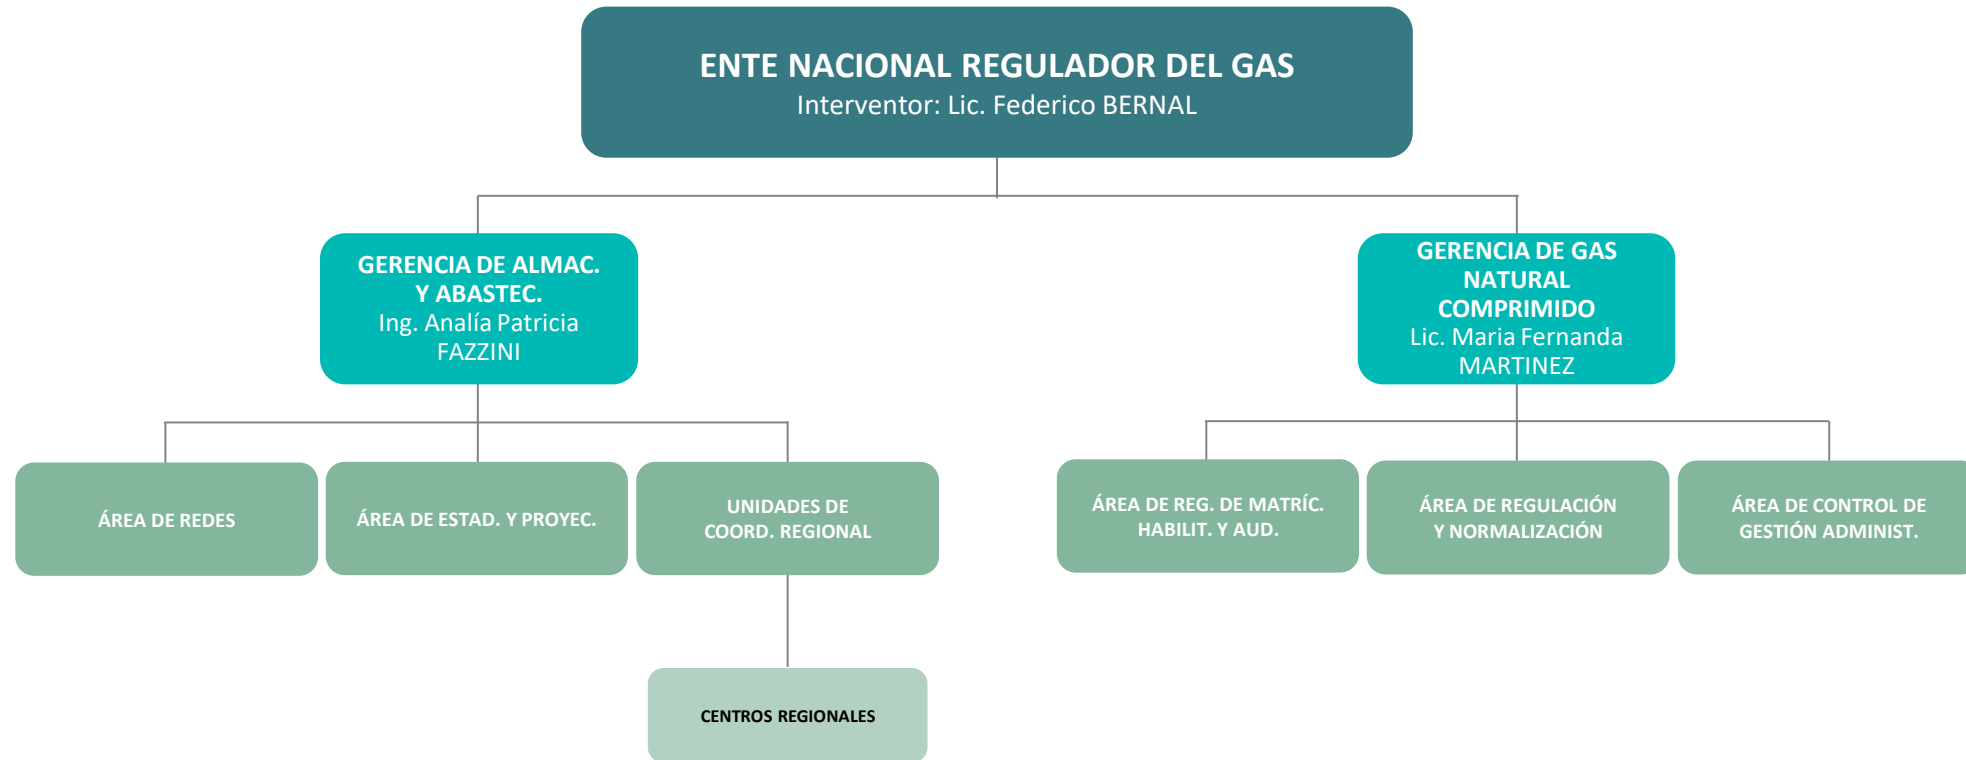 ENTE NACIONAL REGULADOR DEL GAS
Interventor: Lic. Federico BERNAL
GERENCIA DE ALMAC.
Y ABASTEC.
Ing. Analía Patricia
FAZZINI
GERENCIA DE GAS
NATURAL
COMPRIMIDO
Lic. Maria Fernanda
MARTINEZ
ÁREA DE REDES
ÁREA DE ESTAD. Y PROYEC.
UNIDADES DE
COORD. REGIONAL
ÁREA DE REG. DE MATRÍC.
HABILIT. Y AUD.
ÁREA DE REGULACIÓN
Y NORMALIZACIÓN
ÁREA DE CONTROL DE
GESTIÓN ADMINIST.
CENTROS REGIONALES